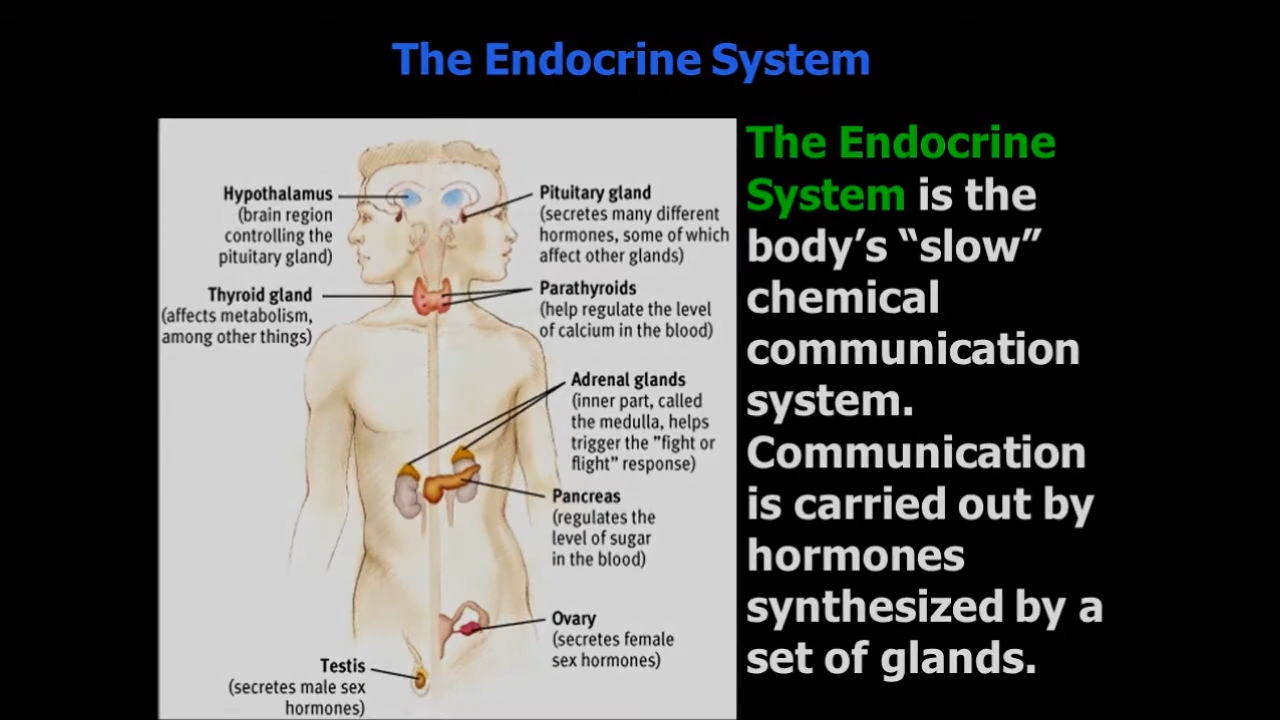 The Endocrine System
Hypothalamus
(brain region
controlling the
pituitary gland)
Thyroid gland
(affects metabolism,
among other things)
Pituitary gland
(secretes many different
hormones, some of which
affect other glands)
Parathyroids
(help regulate the level
of calcium in the blood)
Adrenal glands
(inner part, called
the medulla, helps
trigger the "fight or
flight" response)
Pancreas
(regulates the
level of sugar
in the blood)
Ovary
(secretes female
sex hormones)
Testis
(secretes male sex
hormones)
The Endocrine
System is the
body’s “slow”
chemical
communication
system.
Communication
is carried out by
hormones
synthesized by a
set of glands.